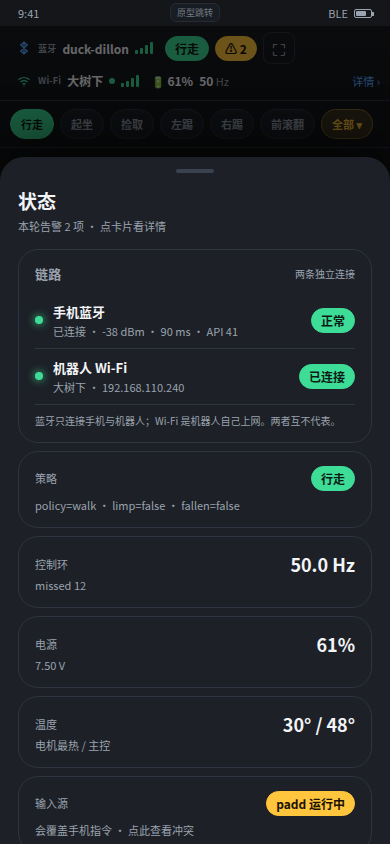 9:41
原型跳转
BLE
蓝牙 duck-dillon 行走 ⚠ 2
Wi-Fi 大树下 61% 50 Hz 详情 ›
行走 起坐 捡取 左踢 右踢 前滚翻 全部 ▾
状态
本轮告警 2 项 · 点卡片看详情
链路 两条独立连接
手机蓝牙
已连接 · -38 dBm · 90 ms · API 41
正常
机器人 Wi-Fi
大树下 · 192.168.110.240
已连接
蓝牙只连接手机与机器人；Wi-Fi 是机器人自己上网。两者互不代表。
策略 行走
policy=walk · limp=false · fallen=false
控制环 50.0 Hz
missed 12
电源 61%
7.50 V
温度 30° / 48°
电机最热 / 主控
输入源 padd 运行中
会覆盖手机指令 · 点此查看冲突